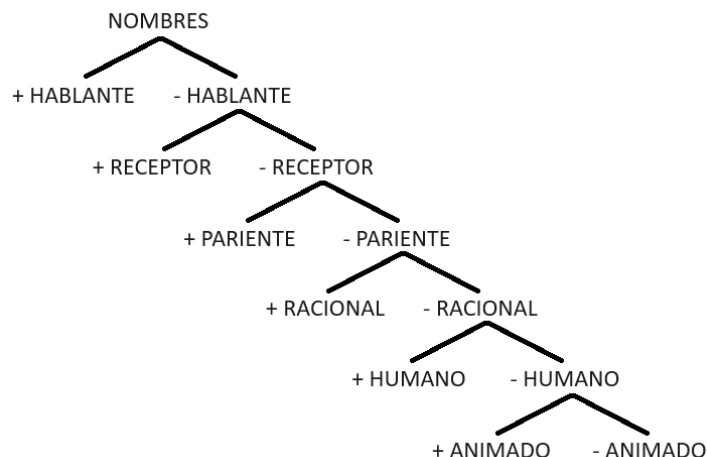 NOMBRES
+ HABLANTE - HABLANTE
+ RECEPTOR - RECEPTOR
+ PARIENTE - PARIENTE
+ RACIONAL - RACIONAL
+ HUMANO - HUMANO
+ ANIMADO - ANIMADO